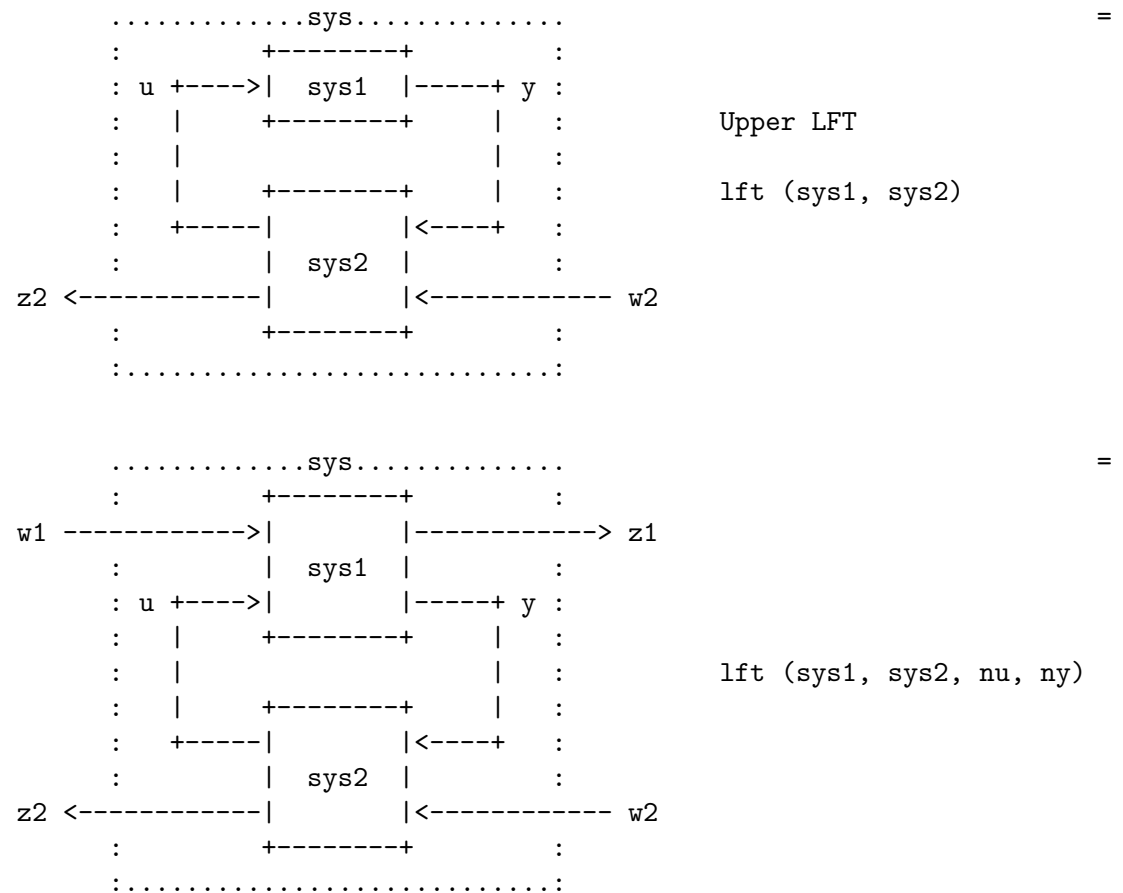 .............sys..............                                   =
:         +--------+         :
: u +---->|  sys1  |-----+ y :
:   |     +--------+     |   :          Upper LFT
:   |                    |   :
:   |     +--------+     |   :          lft (sys1, sys2)
:   +-----|        |<----+   :
:         |  sys2  |         :
z2 <------------|        |<------------ w2
:         +--------+         :
:............................:
.............sys..............                                   =
:         +--------+         :
w1 ------------>|        |------------> z1
:         |  sys1  |         :
: u +---->|        |-----+ y :
:   |     +--------+     |   :
:   |                    |   :          lft (sys1, sys2, nu, ny)
:   |     +--------+     |   :
:   +-----|        |<----+   :
:         |  sys2  |         :
z2 <------------|        |<------------ w2
:         +--------+         :
:............................: